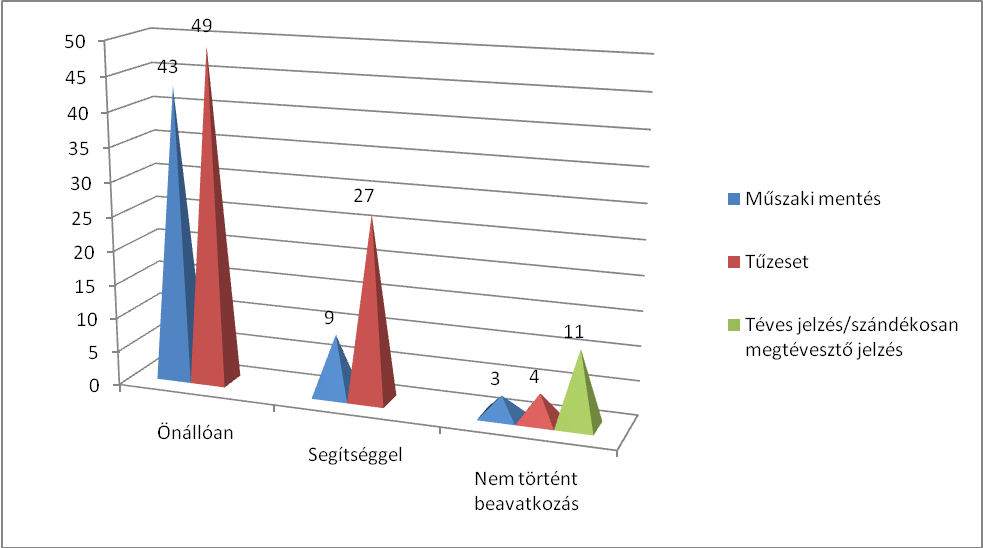 50
45
40
35
30
25
20
15
10
5
0
43
49
9
27
3
4
11
Önállóan
Segítséggel
Nem történt
beavatkozás
Műszaki mentés
Tűzeset
Téves jelzés/szándékosan
megtévesztő jelzés